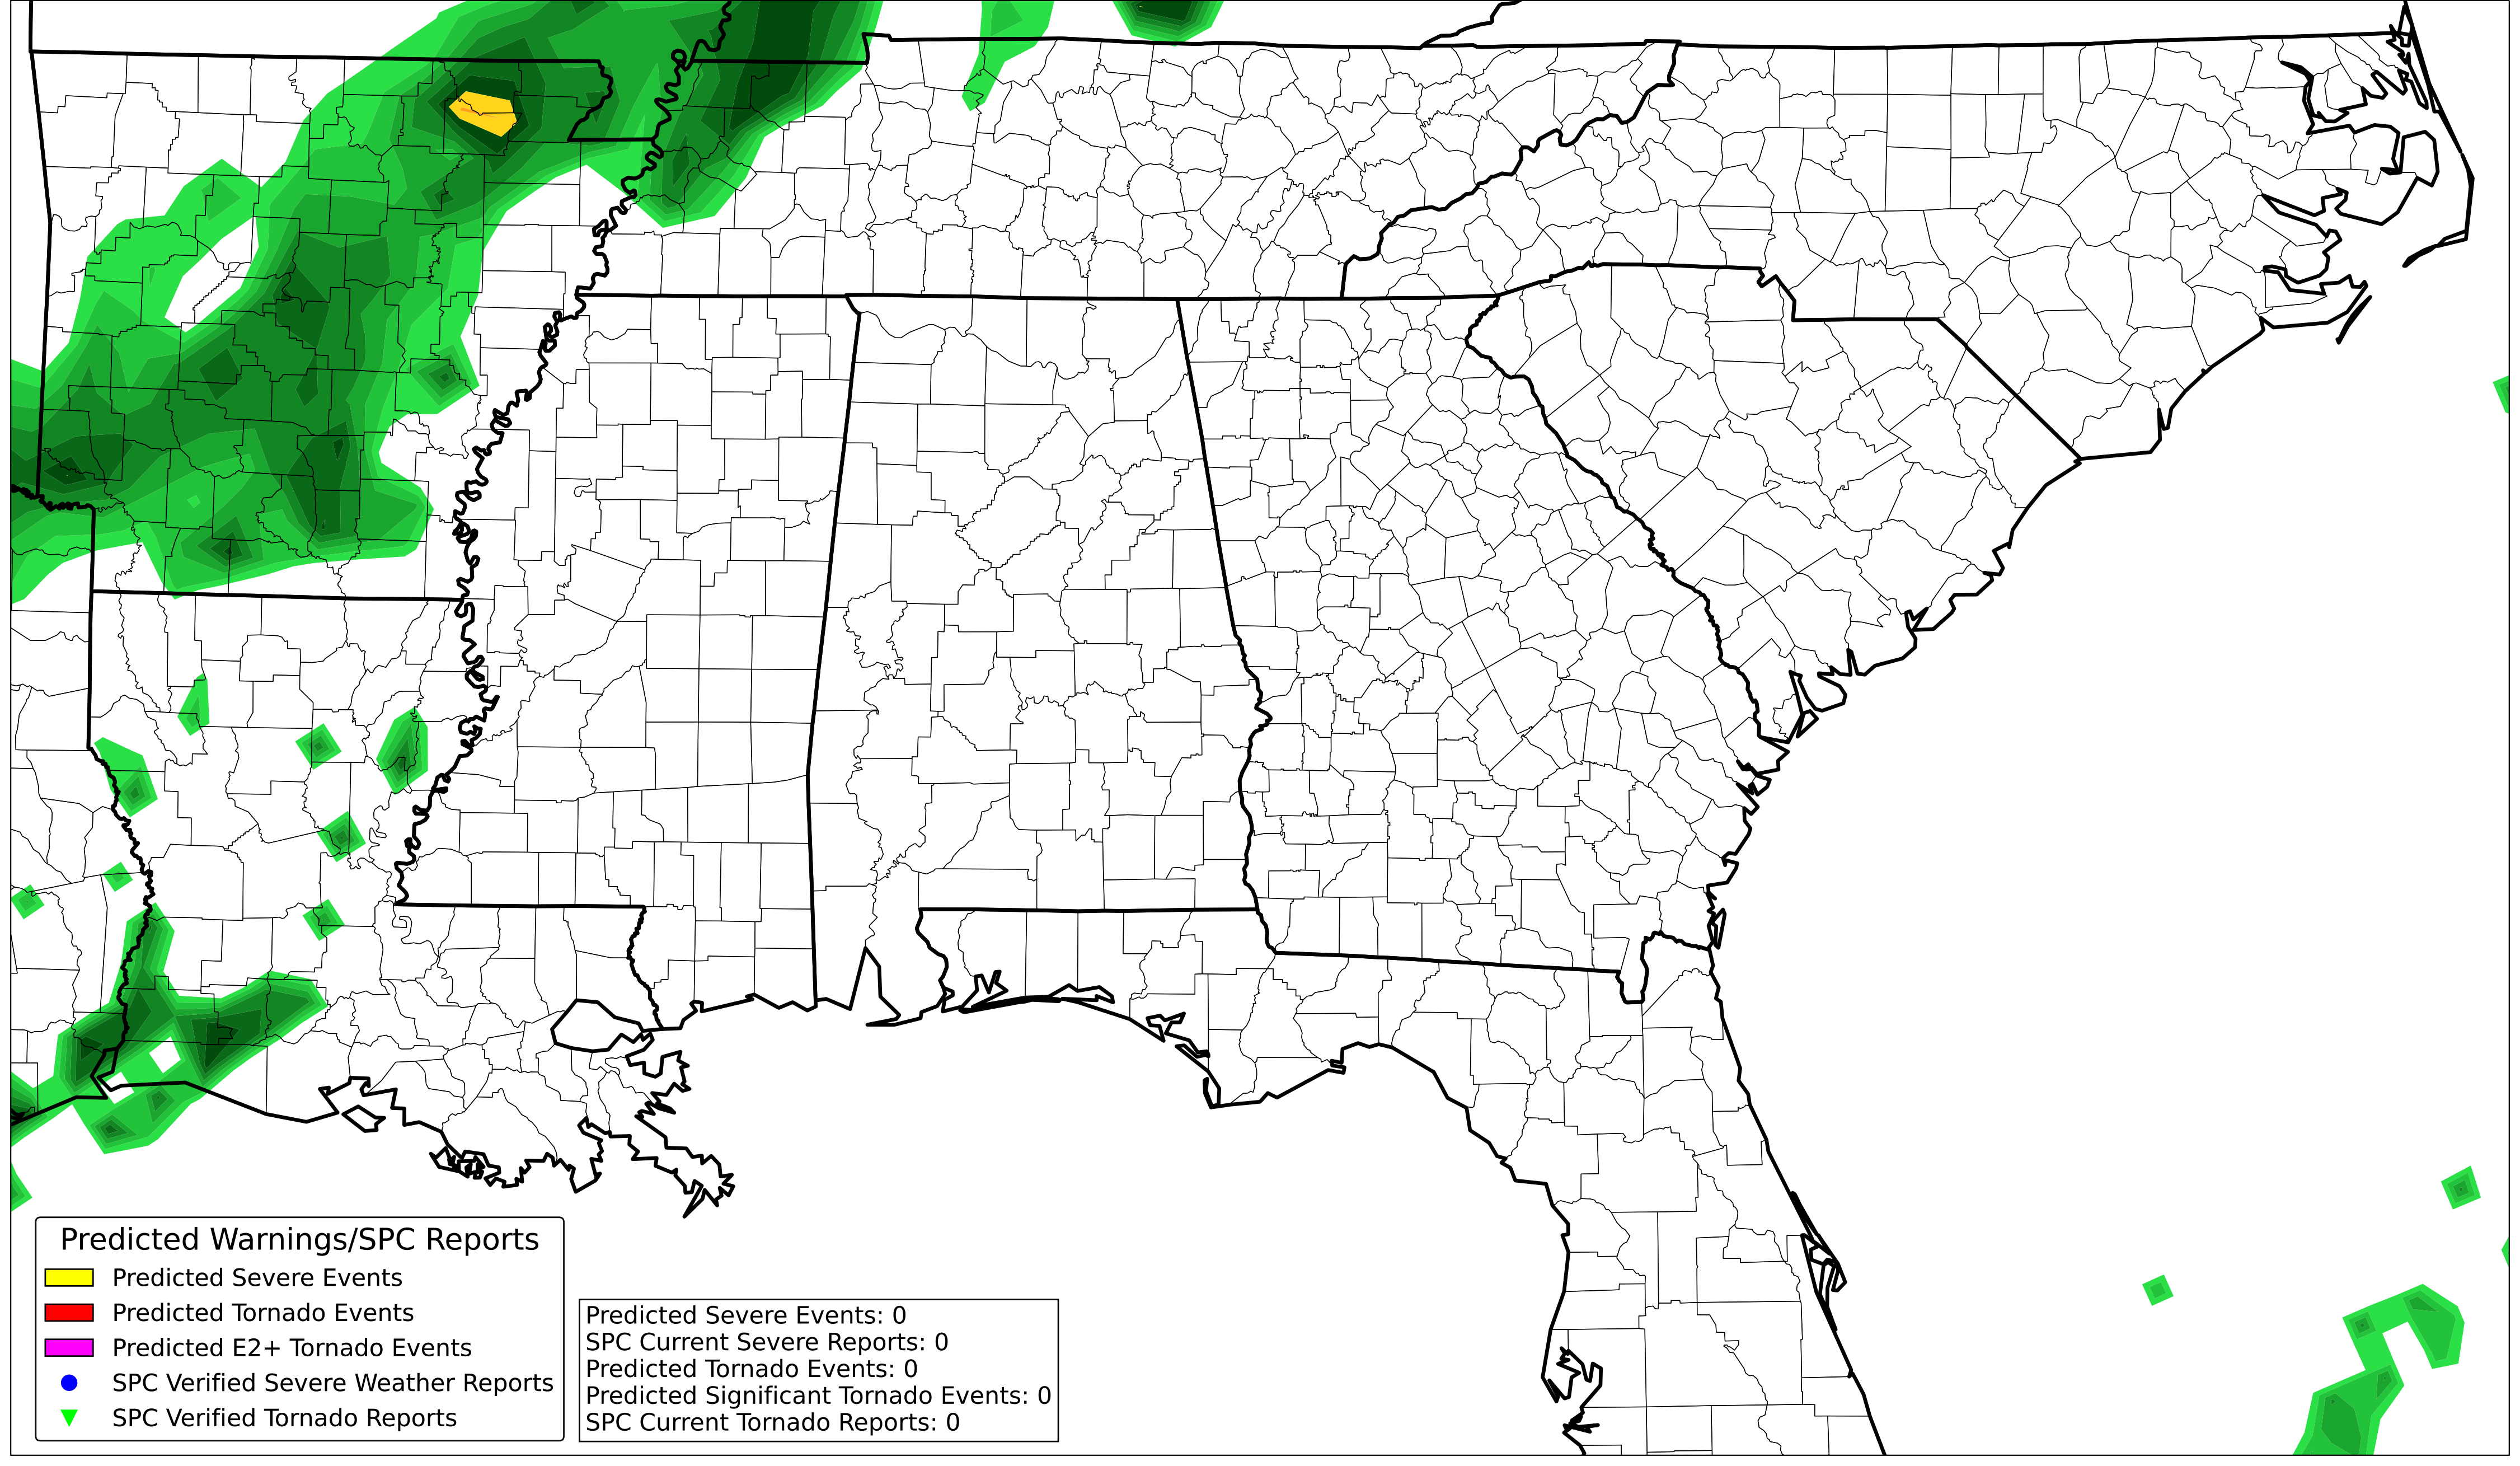 Predicted Warnings/SPC Reports
Predicted Severe Events
Predicted Tornado Events
Predicted E2+ Tornado Events
SPC Verified Severe Weather Reports
SPC Verified Tornado Reports
Predicted Severe Events: 0
SPC Current Severe Reports: 0
Predicted Tornado Events: 0
Predicted Significant Tornado Events: 0
SPC Current Tornado Reports: 0